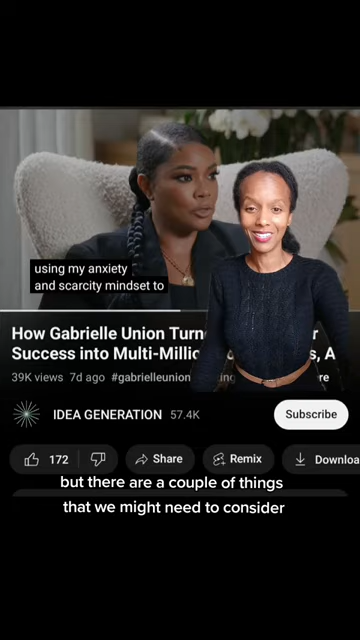 using my anxiety
and scarcity mindset to
How Gabrielle Union Turn
Success into Multi-Millio s, A
39K views 7d ago #gabrielleunion
IDEA GENERATION 57.4K
Subscribe
172 Share Remix Downloa
but there are a couple of things
that we might need to consider